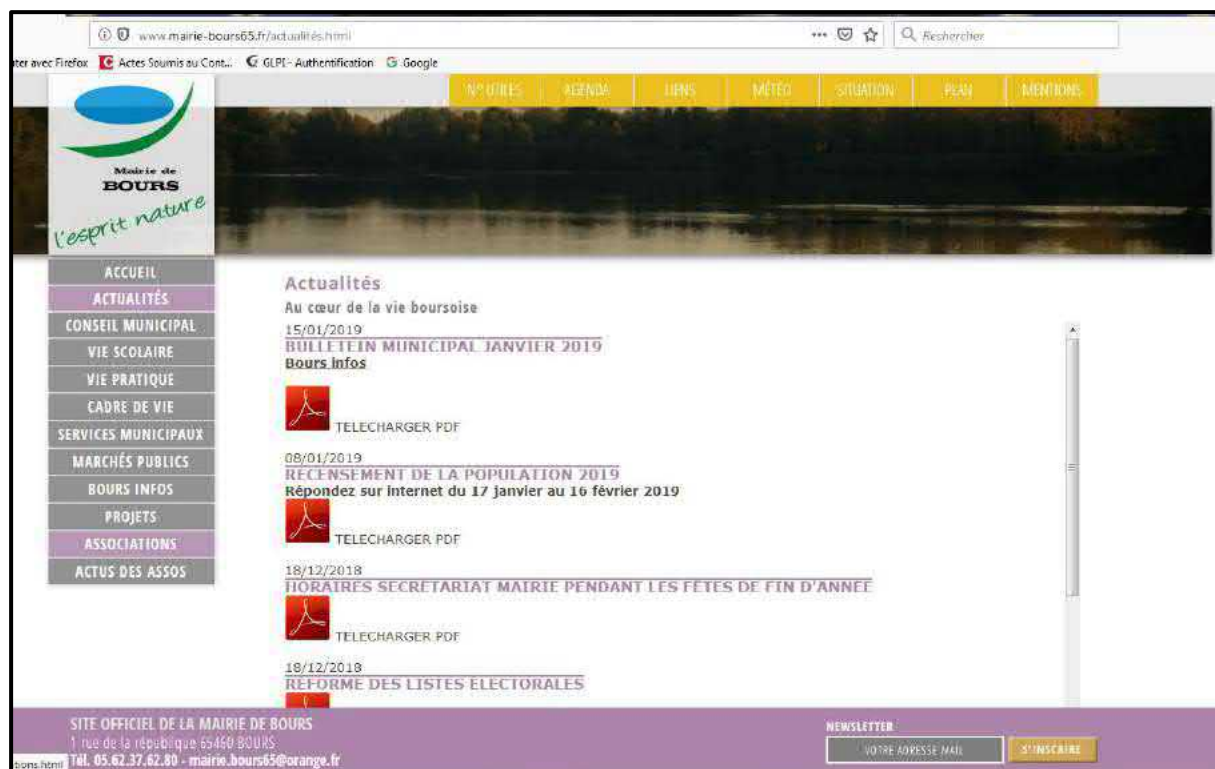 www.mairie-bours65.fr/actualités.html
Rechercher
ter avec Firefox Actes Soumis au Cont... GLPI - Authentification Google
N° UTILES AGENDA LIENS MÉTÉO SITUATION PLAN MENTIONS
Mairie de
BOURS
l'esprit nature
ACCUEIL
ACTUALITÉS
CONSEIL MUNICIPAL
VIE SCOLAIRE
VIE PRATIQUE
CADRE DE VIE
SERVICES MUNICIPAUX
MARCHÉS PUBLICS
BOURS INFOS
PROJETS
ASSOCIATIONS
ACTUS DES ASSOS
Actualités
Au cœur de la vie boursoise
15/01/2019
BULLETEIN MUNICIPAL JANVIER 2019
Bours infos
TELECHARGER PDF
08/01/2019
RECENSEMENT DE LA POPULATION 2019
Répondez sur internet du 17 janvier au 16 février 2019
TELECHARGER PDF
18/12/2018
HORAIRES SECRETARIAT MAIRIE PENDANT LES FÊTES DE FIN D'ANNEE
TELECHARGER PDF
18/12/2018
REFORME DES LISTES ELECTORALES
SITE OFFICIEL DE LA MAIRIE DE BOURS
1 rue de la république 65460 BOURS
Tél. 05.62.37.62.80 - mairie.bours65@orange.fr
tions.html
NEWSLETTER
VOTRE ADRESSE MAIL S'INSCRIRE